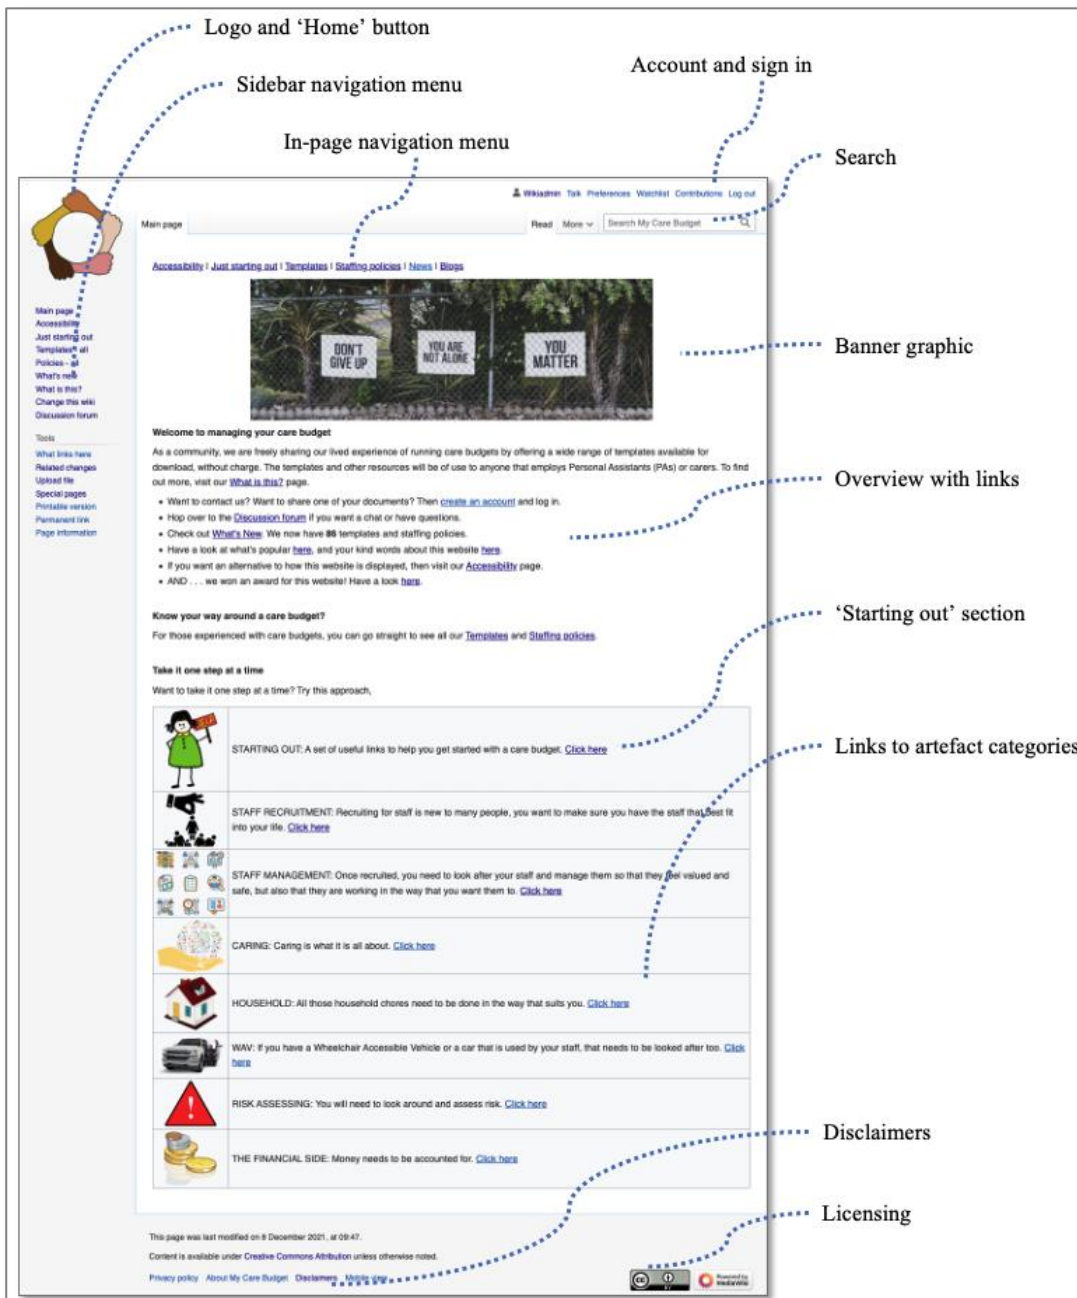 Logo and ‘Home’ button
Account and sign in
Sidebar navigation menu
In-page navigation menu
Search
Wikiadmin Talk Preferences Watchlist Contributions Log out
Main page
Read More
Search My Care Budget
Accessibility | Just starting out | Templates | Staffing policies | News | Blogs
DON'T
GIVE UP
YOU ARE
NOT ALONE
YOU
MATTER
Banner graphic
Main page
Accessibility
Just starting out
Templates - all
Policies - all
What's new
What is this?
Change this wiki
Discussion forum
Tools
What links here
Related changes
Upload file
Special pages
Printable version
Permanent link
Page information
Welcome to managing your care budget
As a community, we are freely sharing our lived experience of running care budgets by offering a wide range of templates available for
download, without charge. The templates and other resources will be of use to anyone that employs Personal Assistants (PAs) or carers. To find
out more, visit our What is this? page.
• Want to contact us? Want to share one of your documents? Then create an account and log in.
• Hop over to the Discussion forum if you want a chat or have questions.
• Check out What's New. We now have 86 templates and staffing policies.
• Have a look at what's popular here, and your kind words about this website here.
• If you want an alternative to how this website is displayed, then visit our Accessibility page.
• AND . . . we won an award for this website! Have a look here.
Overview with links
Know your way around a care budget?
For those experienced with care budgets, you can go straight to see all our Templates and Staffing policies.
‘Starting out’ section
Take it one step at a time
Want to take it one step at a time? Try this approach,
STARTING OUT: A set of useful links to help you get started with a care budget. Click here
Links to artefact categories
STAFF RECRUITMENT: Recruiting for staff is new to many people, you want to make sure you have the staff that best fit
into your life. Click here
STAFF MANAGEMENT: Once recruited, you need to look after your staff and manage them so that they feel valued and
safe, but also that they are working in the way that you want them to. Click here
CARING: Caring is what it is all about. Click here
HOUSEHOLD: All those household chores need to be done in the way that suits you. Click here
WAV: If you have a Wheelchair Accessible Vehicle or a car that is used by your staff, that needs to be looked after too. Click
here
RISK ASSESSING: You will need to look around and assess risk. Click here
Disclaimers
THE FINANCIAL SIDE: Money needs to be accounted for. Click here
Licensing
This page was last modified on 8 December 2021, at 09:47.
Content is available under Creative Commons Attribution unless otherwise noted.
Privacy policy About My Care Budget Disclaimers Mobile view
cc BY
Powered by
MediaWiki